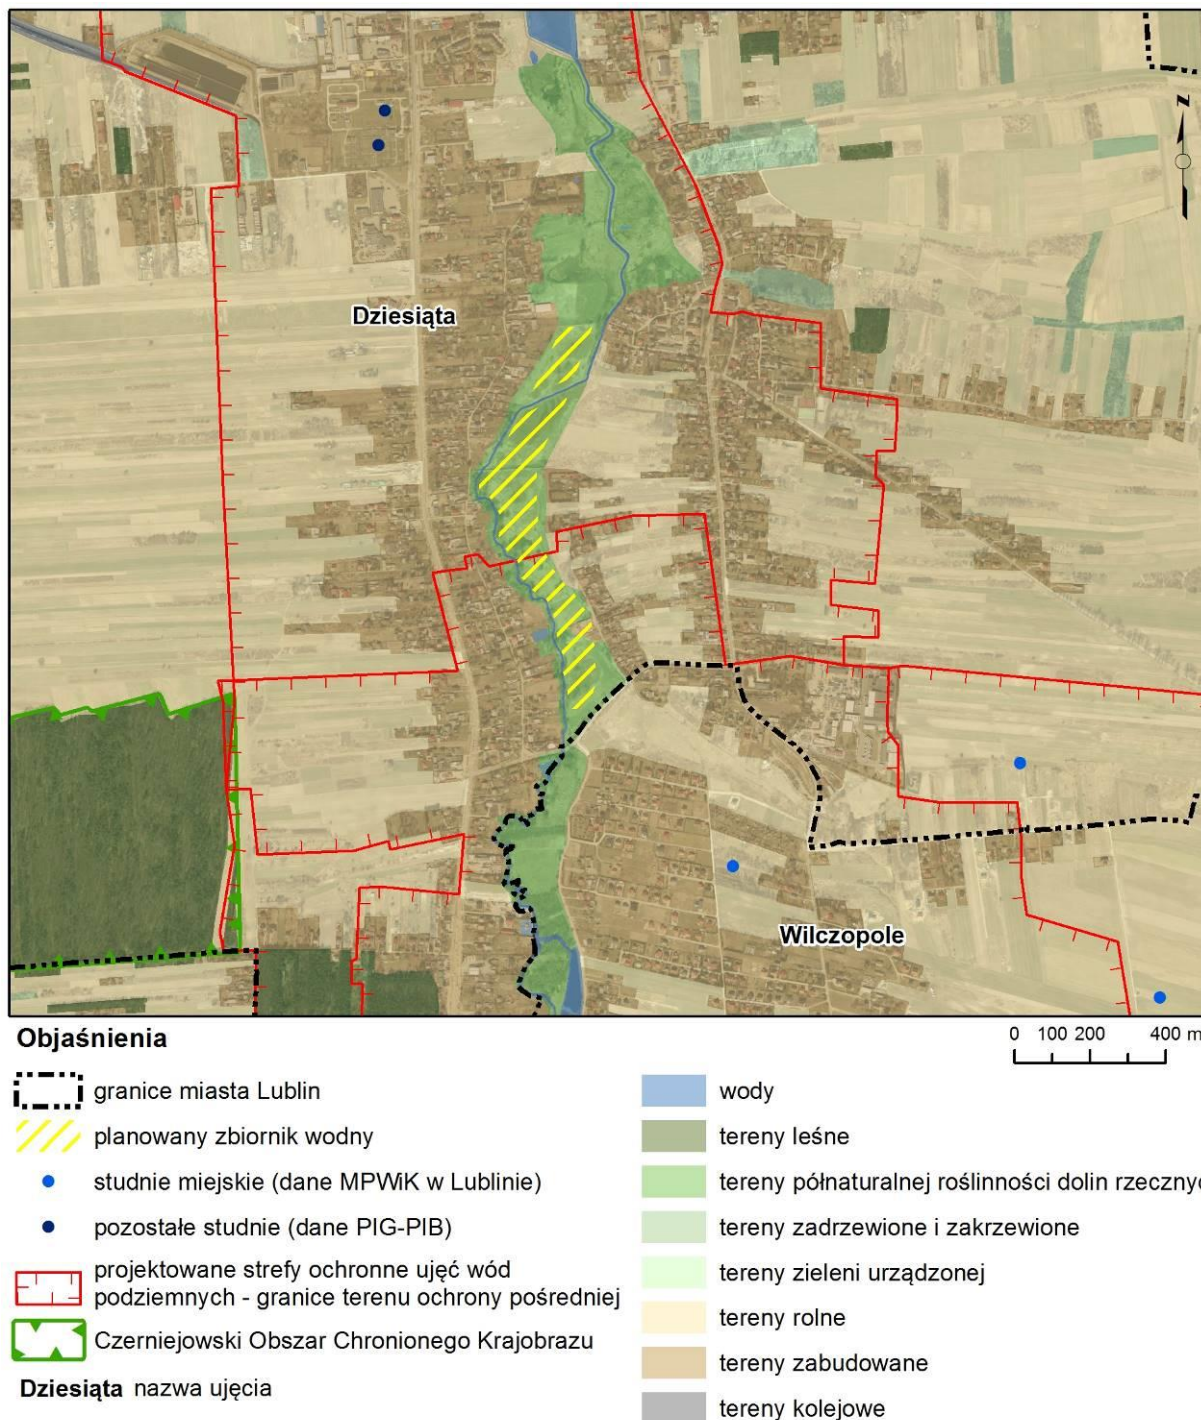 Z
Dziesiąta
Wilczopole
Objaśnienia
0 100 200 400 m
granice miasta Lublin
planowany zbiornik wodny
studnie miejskie (dane MPWiK w Lublinie)
pozostałe studnie (dane PIG-PIB)
projektowane strefy ochronne ujęć wód
podziemnych - granice terenu ochrony pośredniej
Czerniejowski Obszar Chronionego Krajobrazu
Dziesiąta nazwa ujęcia
wody
tereny leśne
tereny półnaturalnej roślinności dolin rzecznyc
tereny zadrzewione i zakrzewione
tereny zieleni urządzonej
tereny rolne
tereny zabudowane
tereny kolejowe